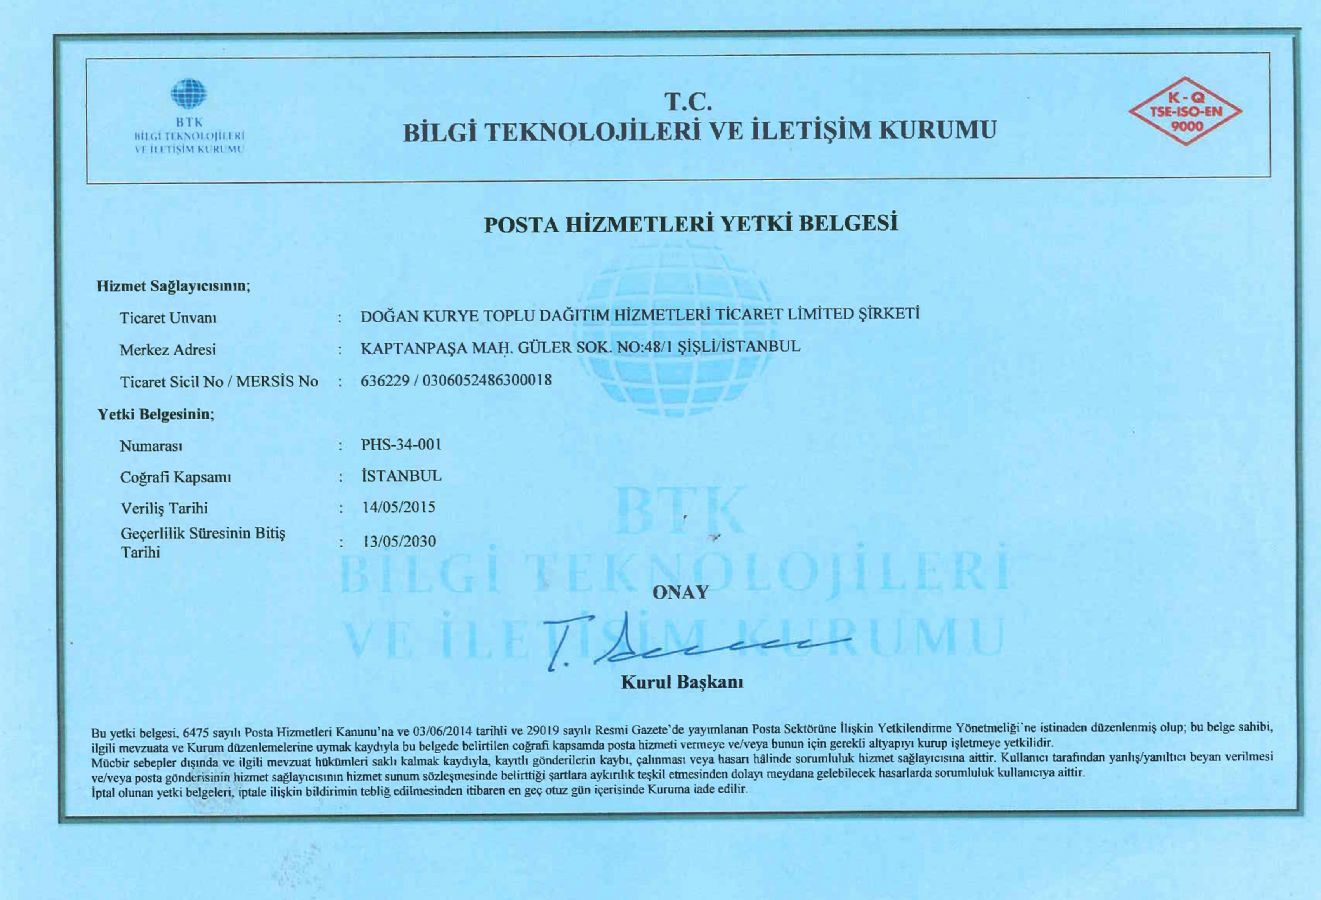 BTK
BİLGİ TEKNOLOJİLERİ
VE İLETİŞİM KURUMU
T.C.
BİLGİ TEKNOLOJİLERİ VE İLETİŞİM KURUMU
K - Q
TSE-ISO-EN
9000
POSTA HİZMETLERİ YETKİ BELGESİ
Hizmet Sağlayıcısının;
Ticaret Unvanı : DOĞAN KURYE TOPLU DAĞITIM HİZMETLERİ TİCARET LİMİTED ŞİRKETİ
Merkez Adresi : KAPTANPAŞA MAH. GÜLER SOK. NO:48/1 ŞİŞLİ/İSTANBUL
Ticaret Sicil No / MERSİS No : 636229 / 0306052486300018
Yetki Belgesinin;
Numarası : PHS-34-001
Coğrafi Kapsamı : İSTANBUL
Veriliş Tarihi : 14/05/2015
Geçerlilik Süresinin Bitiş
Tarihi : 13/05/2030
BTK
BİLGİ TEKNOLOJİLERİ
VE İLETİŞİM KURUMU
ONAY
Kurul Başkanı
Bu yetki belgesi, 6475 sayılı Posta Hizmetleri Kanunu'na ve 03/06/2014 tarihli ve 29019 sayılı Resmi Gazete'de yayımlanan Posta Sektörüne İlişkin Yetkilendirme Yönetmeliği'ne istinaden düzenlenmiş olup; bu belge sahibi,
ilgili mevzuata ve Kurum düzenlemelerine uymak kaydıyla bu belgede belirtilen coğrafi kapsamda posta hizmeti vermeye ve/veya bunun için gerekli altyapıyı kurup işletmeye yetkilidir.
Mücbir sebepler dışında ve ilgili mevzuat hükümleri saklı kalmak kaydıyla, kayıtlı gönderilerin kaybı, çalınması veya hasarı hâlinde sorumluluk hizmet sağlayıcısına aittir. Kullanıcı tarafından yanlış/yanıltıcı beyan verilmesi
ve/veya posta gönderisinin hizmet sağlayıcısının hizmet sunum sözleşmesinde belirttiği şartlara aykırılık teşkil etmesinden dolayı meydana gelebilecek hasarlarda sorumluluk kullanıcıya aittir.
İptal olunan yetki belgeleri, iptale ilişkin bildirimin tebliğ edilmesinden itibaren en geç otuz gün içerisinde Kuruma iade edilir.